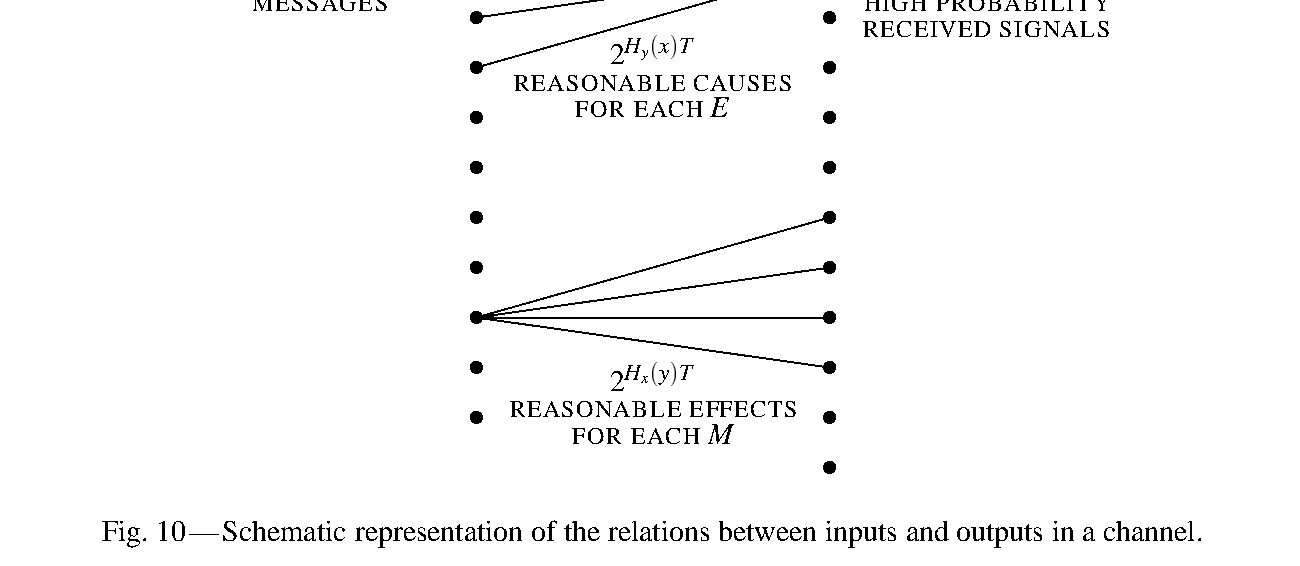 MESSAGES
HIGH PROBABILITY
RECEIVED SIGNALS
2^{H_y(x)T}
REASONABLE CAUSES
FOR EACH E
2^{H_x(y)T}
REASONABLE EFFECTS
FOR EACH M
Fig. 10—Schematic representation of the relations between inputs and outputs in a channel.